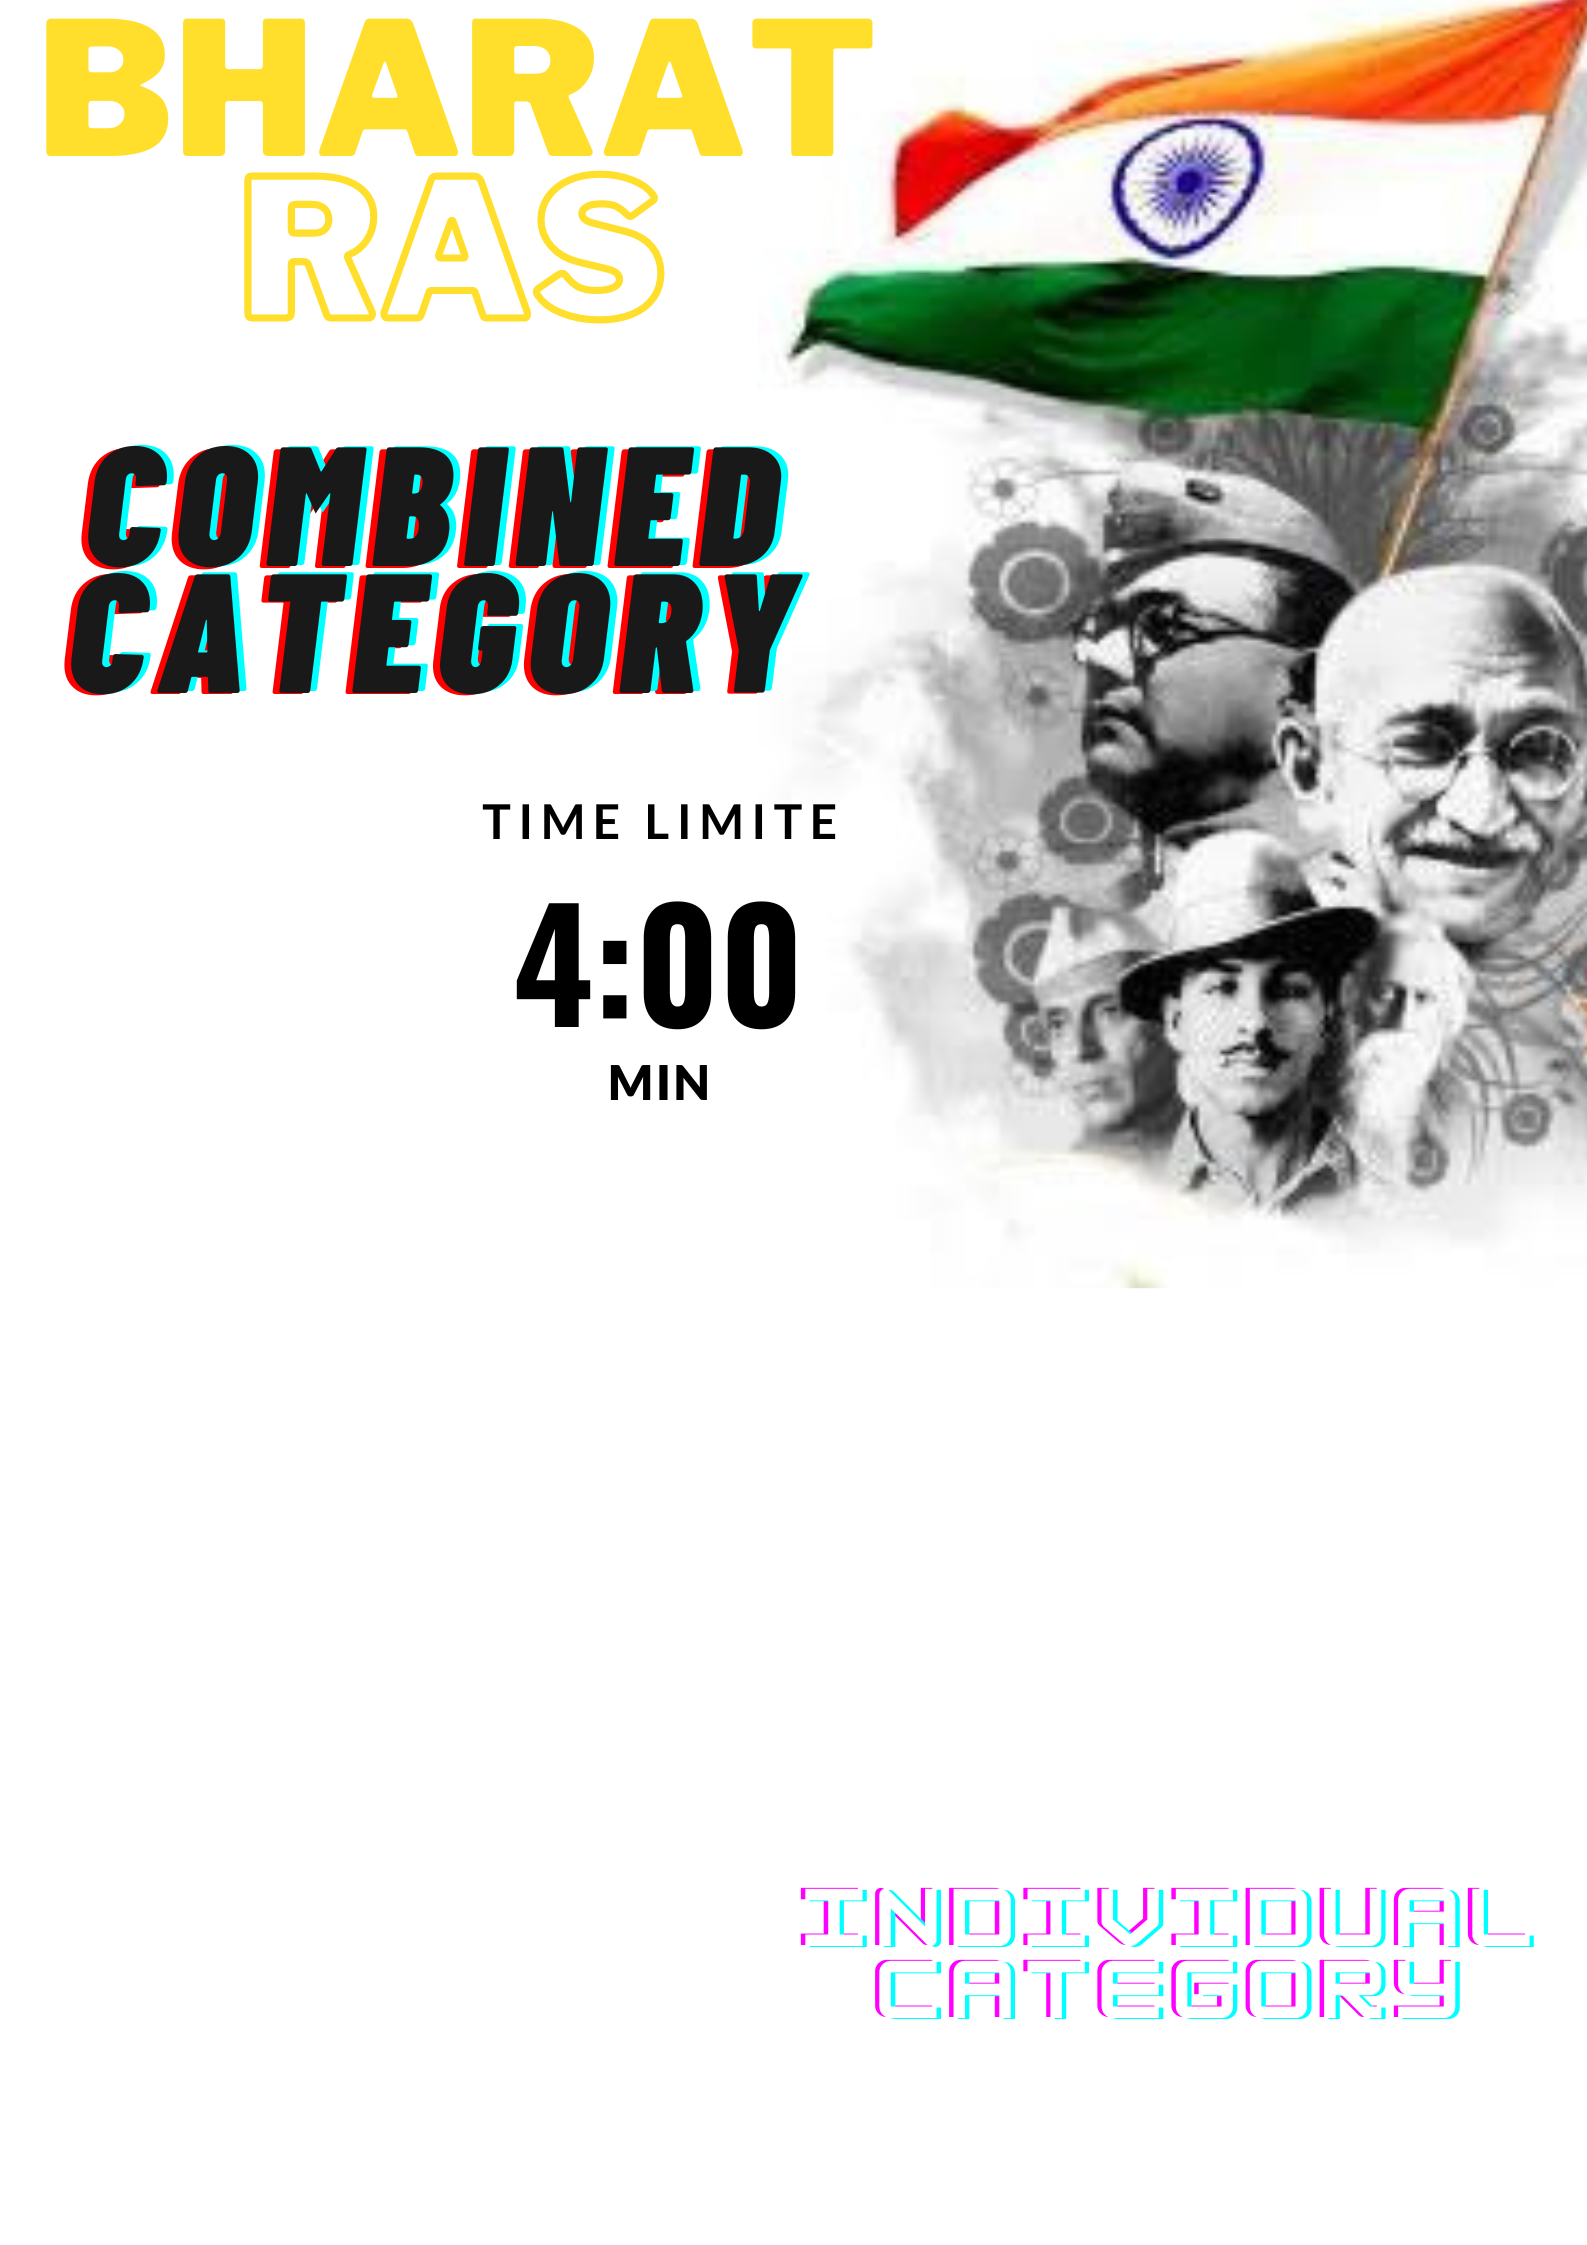 BHARAT
RAS
COMBINED
CATEGORY
TIME LIMITE
4:00
MIN
INDIVIDUAL
CATEGORY